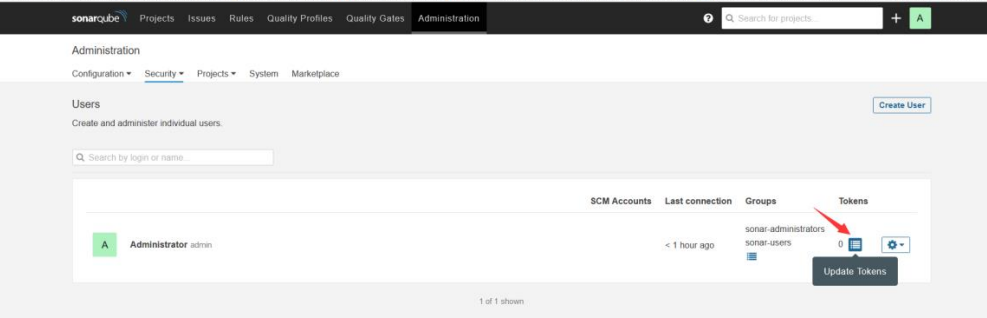 sonarqube Projects Issues Rules Quality Profiles Quality Gates Administration ? Search for projects... + A
Administration
Configuration Security Projects System Marketplace
Users
Create User
Create and administer individual users.
Search by login or name...
SCM Accounts Last connection Groups Tokens
sonar-administrators
A Administrator admin < 1 hour ago sonar-users 0
Update Tokens
1 of 1 shown